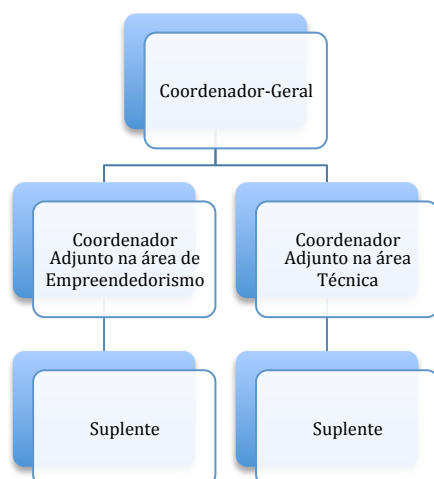 Coordenador-Geral
Coordenador
Adjunto na área de
Empreendedorismo
Coordenador
Adjunto na área
Técnica
Suplente
Suplente